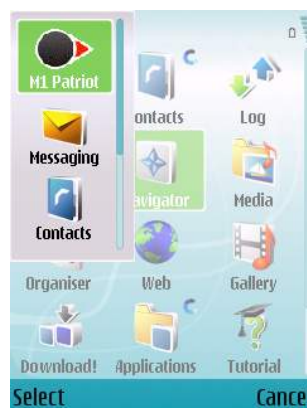 M1 Patriot
Messaging
Contacts
ontacts
Log
avigator
Media
Organiser
Web
Gallery
Download!
Applications
Tutorial
Select
Cance